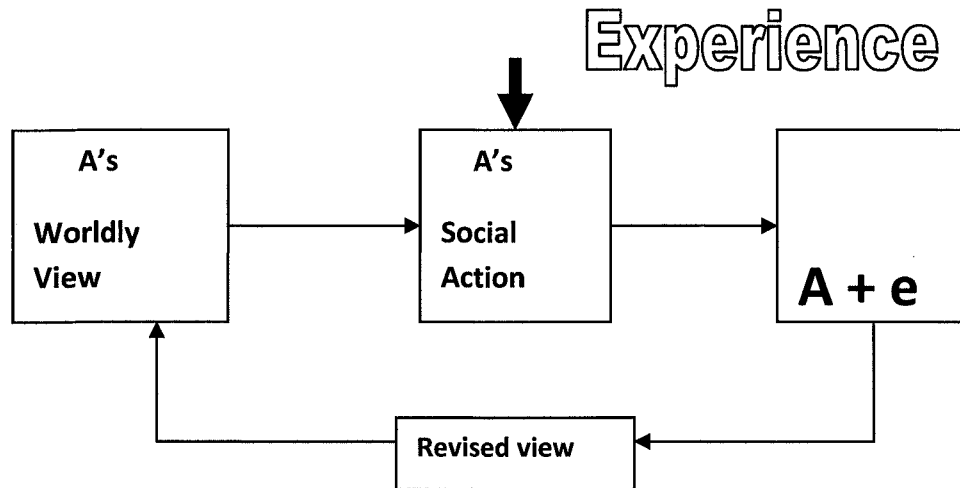 Experience
A's
Worldly
View
A's
Social
Action
A + e
Revised view